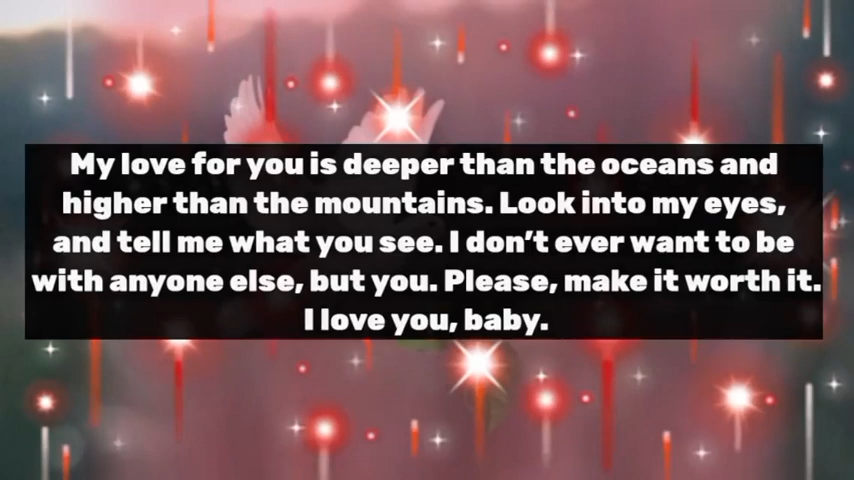 My love for you is deeper than the oceans and
higher than the mountains. Look into my eyes,
and tell me what you see. I don’t ever want to be
with anyone else, but you. Please, make it worth it.
I love you, baby.